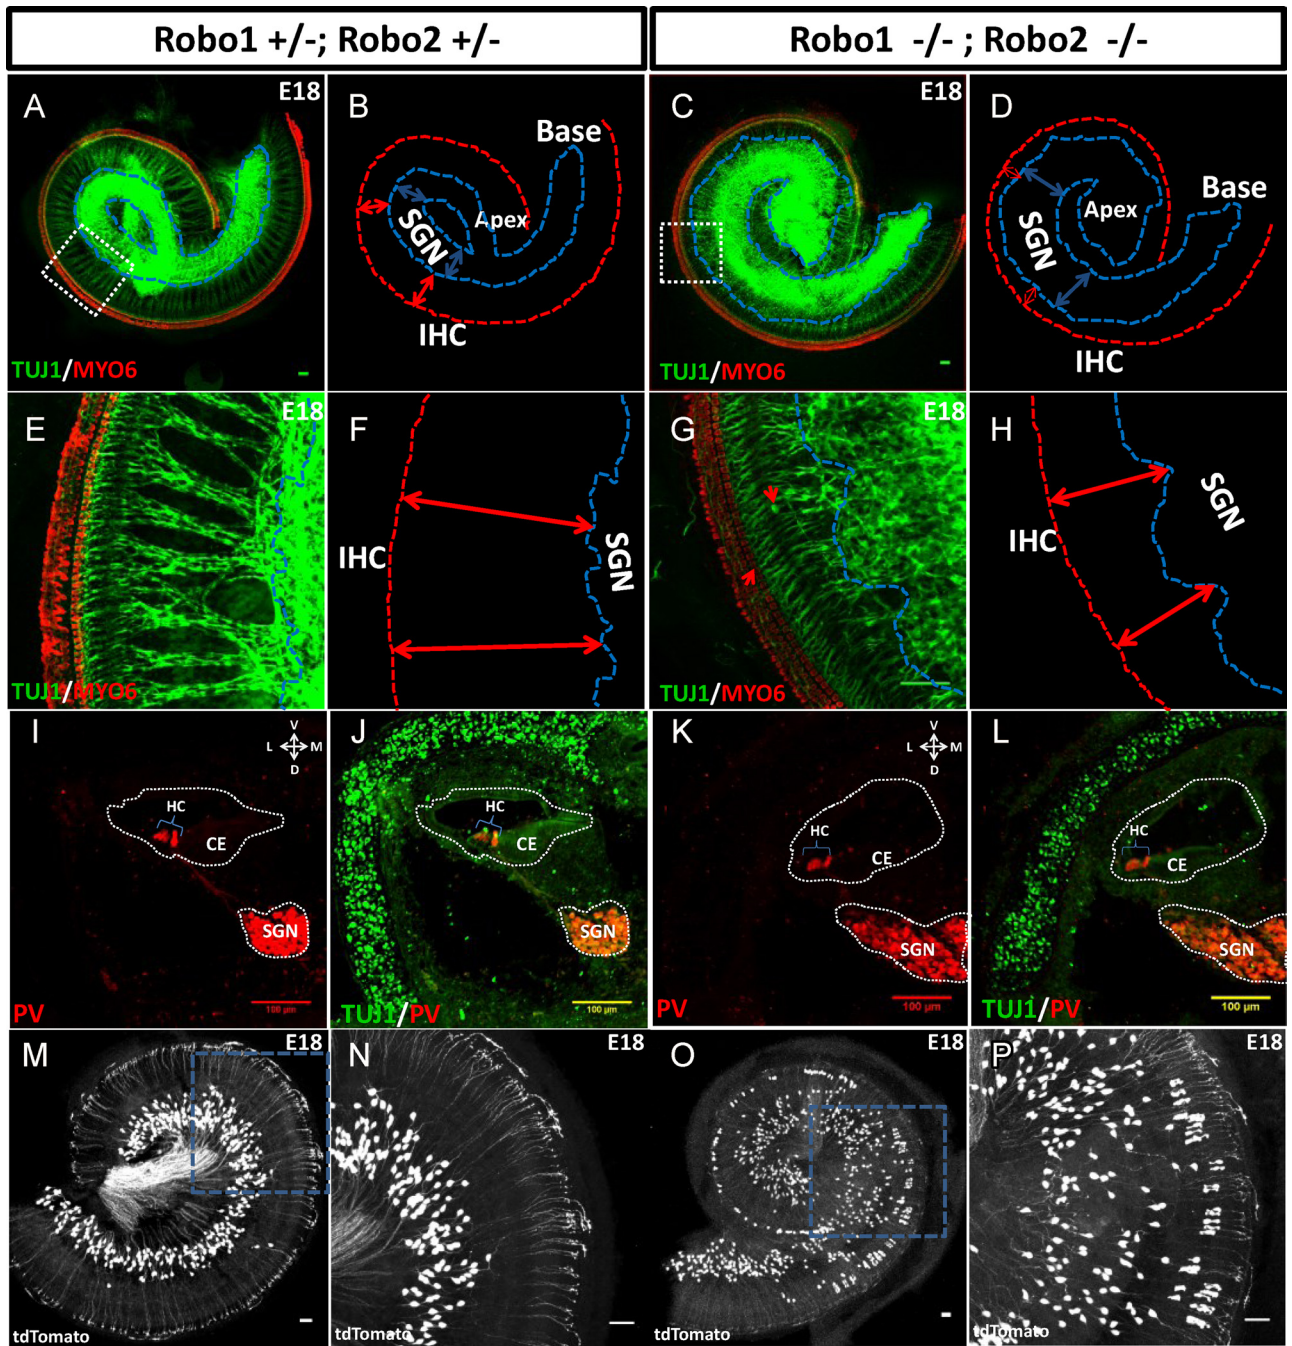 Robo1 +/-; Robo2 +/-
Robo1 -/- ; Robo2 -/-
A
E18
TUJ1/MYO6
B
Base
Apex
SGN
IHC
C
E18
TUJ1/MYO6
D
Base
Apex
SGN
IHC
E
E18
TUJ1/MYO6
F
IHC
SGN
G
E18
TUJ1/MYO6
H
IHC
SGN
I
V
L M
D
HC
CE
SGN
PV
100 µm
J
HC
CE
SGN
TUJ1/PV
100 µm
K
V
L M
D
HC
CE
SGN
PV
100 µm
L
HC
CE
SGN
TUJ1/PV
100 µm
M
E18
tdTomato
N
E18
tdTomato
O
E18
tdTomato
P
E18
tdTomato